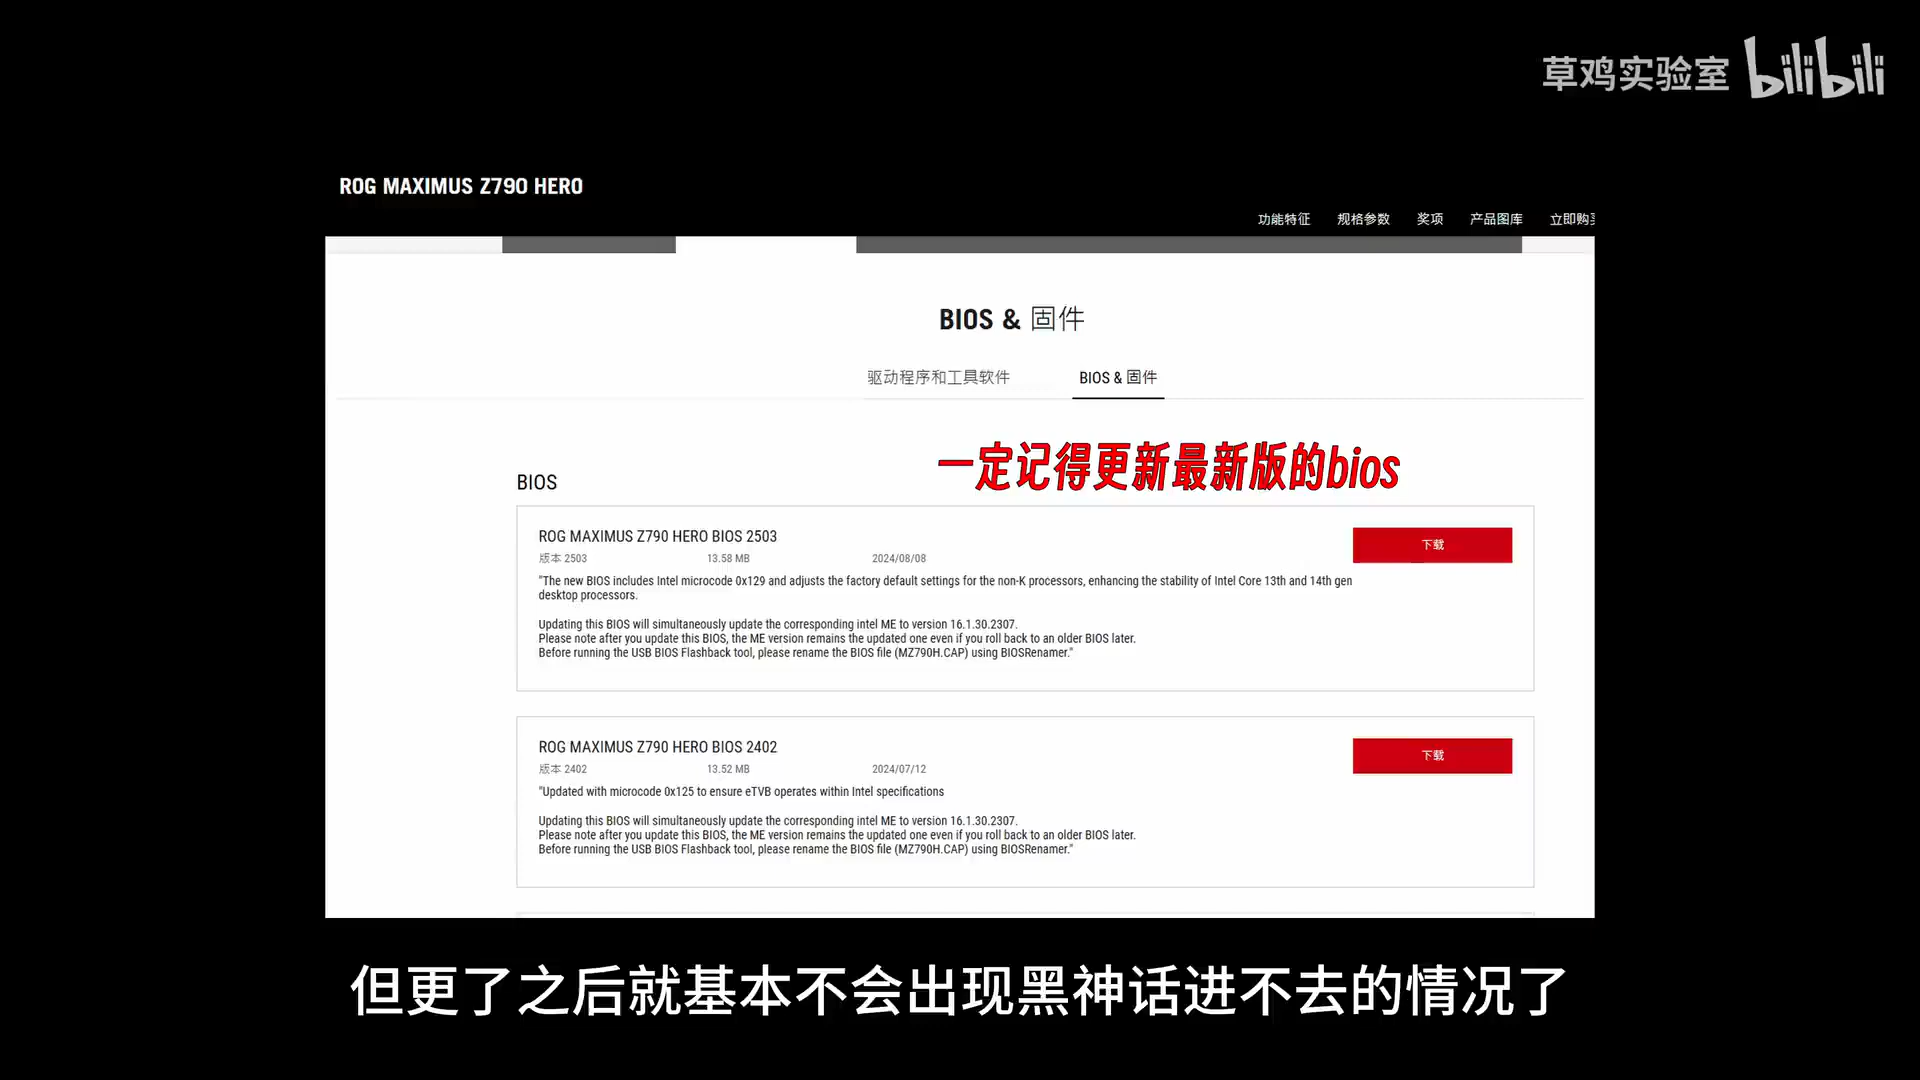 草鸡实验室 bilibili
ROG MAXIMUS Z790 HERO
功能特征 规格参数 奖项 产品图库 立即购买
BIOS & 固件
驱动程序和工具软件 BIOS & 固件
一定记得更新最新版的bios
BIOS
ROG MAXIMUS Z790 HERO BIOS 2503
下载
版本 2503 13.58 MB 2024/08/08
"The new BIOS includes Intel microcode 0x129 and adjusts the factory default settings for the non-K processors, enhancing the stability of Intel Core 13th and 14th gen
desktop processors.
Updating this BIOS will simultaneously update the corresponding intel ME to version 16.1.30.2307.
Please note after you update this BIOS, the ME version remains the updated one even if you roll back to an older BIOS later.
Before running the USB BIOS Flashback tool, please rename the BIOS file (MZ790H.CAP) using BIOSRenamer."
ROG MAXIMUS Z790 HERO BIOS 2402
下载
版本 2402 13.52 MB 2024/07/12
"Updated with microcode 0x125 to ensure eTVB operates within Intel specifications
Updating this BIOS will simultaneously update the corresponding intel ME to version 16.1.30.2307.
Please note after you update this BIOS, the ME version remains the updated one even if you roll back to an older BIOS later.
Before running the USB BIOS Flashback tool, please rename the BIOS file (MZ790H.CAP) using BIOSRenamer."
但更了之后就基本不会出现黑神话进不去的情况了